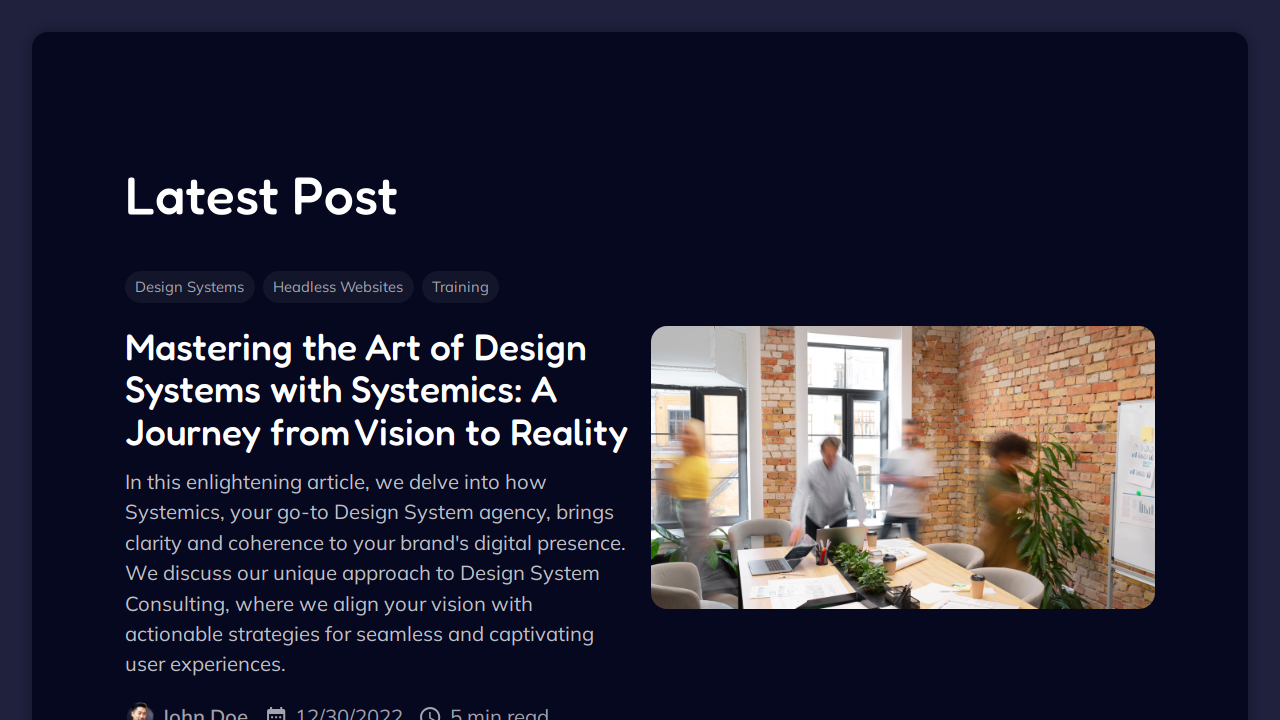 Latest Post
Design Systems Headless Websites Training
Mastering the Art of Design
Systems with Systemics: A
Journey from Vision to Reality
In this enlightening article, we delve into how
Systemics, your go-to Design System agency, brings
clarity and coherence to your brand's digital presence.
We discuss our unique approach to Design System
Consulting, where we align your vision with
actionable strategies for seamless and captivating
user experiences.
John Doe 12/30/2022 5 min read